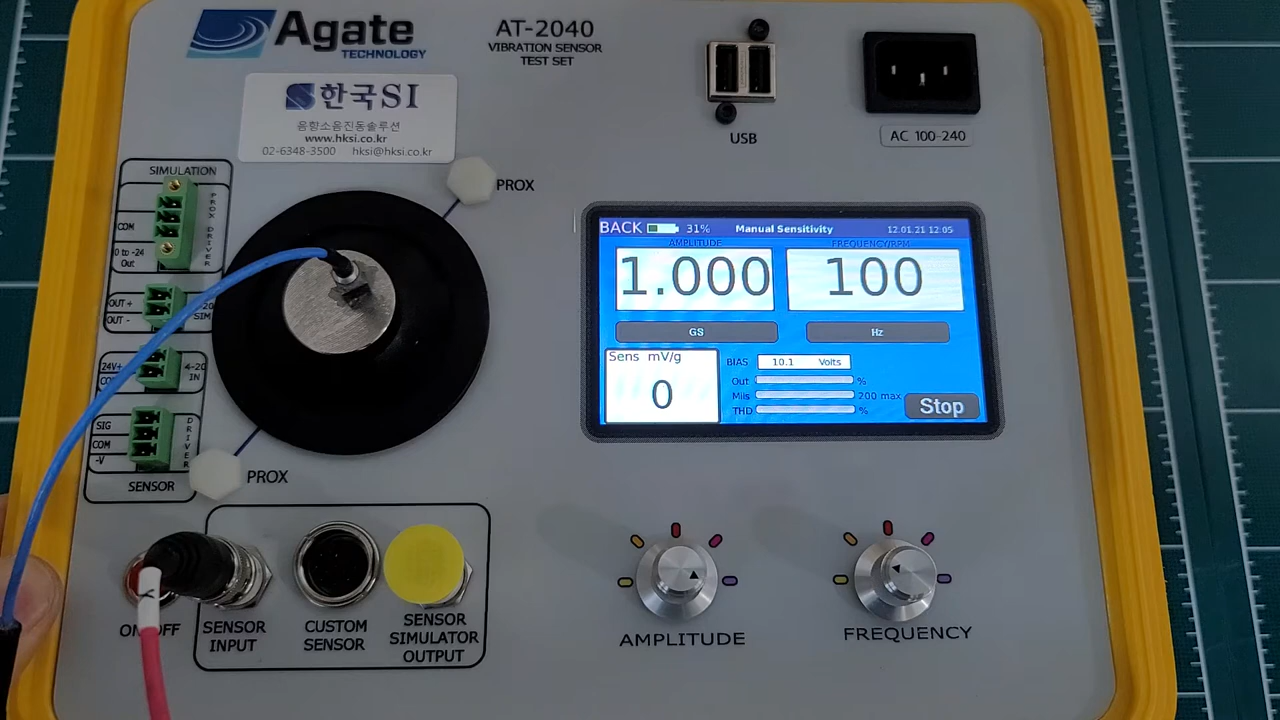 Agate
TECHNOLOGY
AT-2040
VIBRATION SENSOR
TEST SET
한국SI
음향소음진동솔루션
www.hksi.co.kr
02-6348-3500 hksi@hksi.co.kr
USB
AC 100-240
SIMULATION
PROX DRIVER
COM
0 to -24
Out
OUT +
OUT -
24V+
4-20
IN
SIG
COM
-V
DRIVER
SENSOR
PROX
PROX
BACK 31% Manual Sensitivity 12.01.21 12:05
AMPLITUDE FREQUENCY/RPM
1.000 100
GS Hz
Sens mV/g
0
BIAS 10.1 Volts
Out %
Mils 200 max
THD %
Stop
SENSOR
INPUT
CUSTOM
SENSOR
SENSOR
SIMULATOR
OUTPUT
AMPLITUDE
FREQUENCY